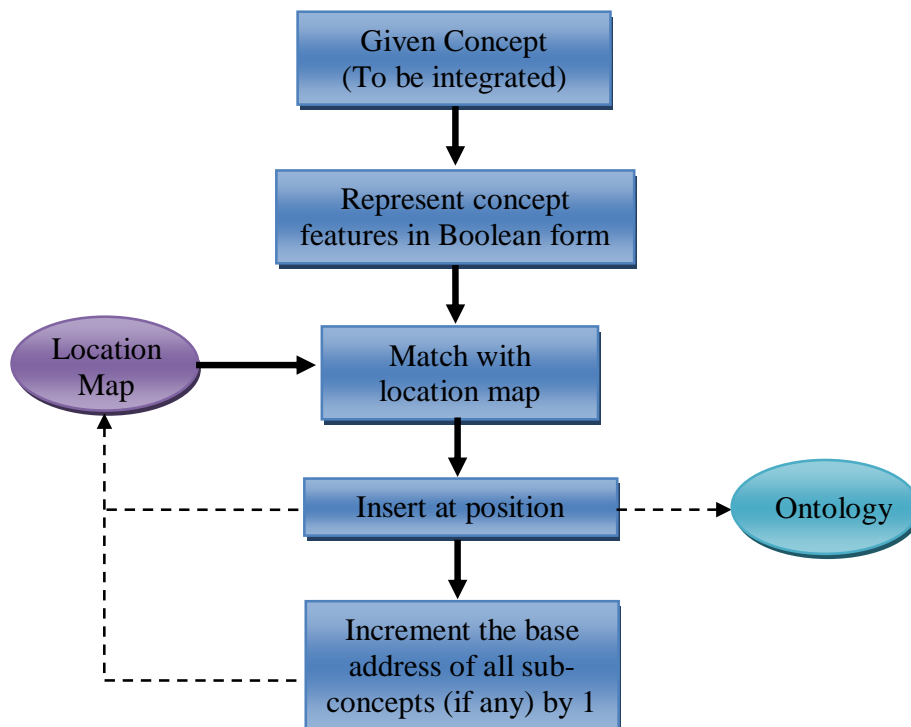 Given Concept
(To be integrated)
Represent concept
features in Boolean form
Location
Map
Match with
location map
Insert at position
Ontology
Increment the base
address of all sub-
concepts (if any) by 1